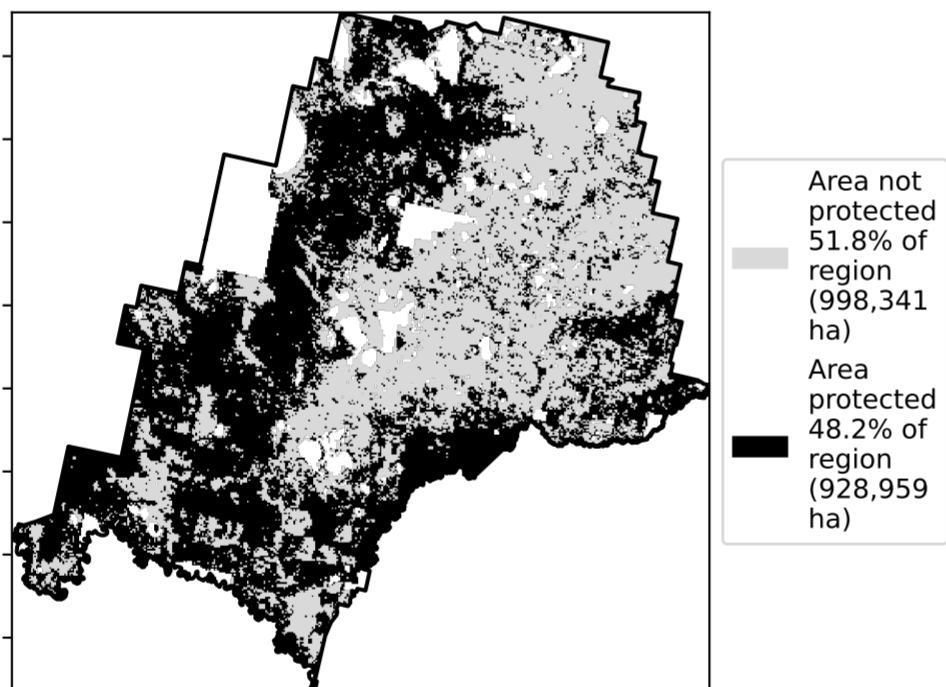 Area not
protected
51.8% of
region
(998,341
ha)
Area
protected
48.2% of
region
(928,959
ha)